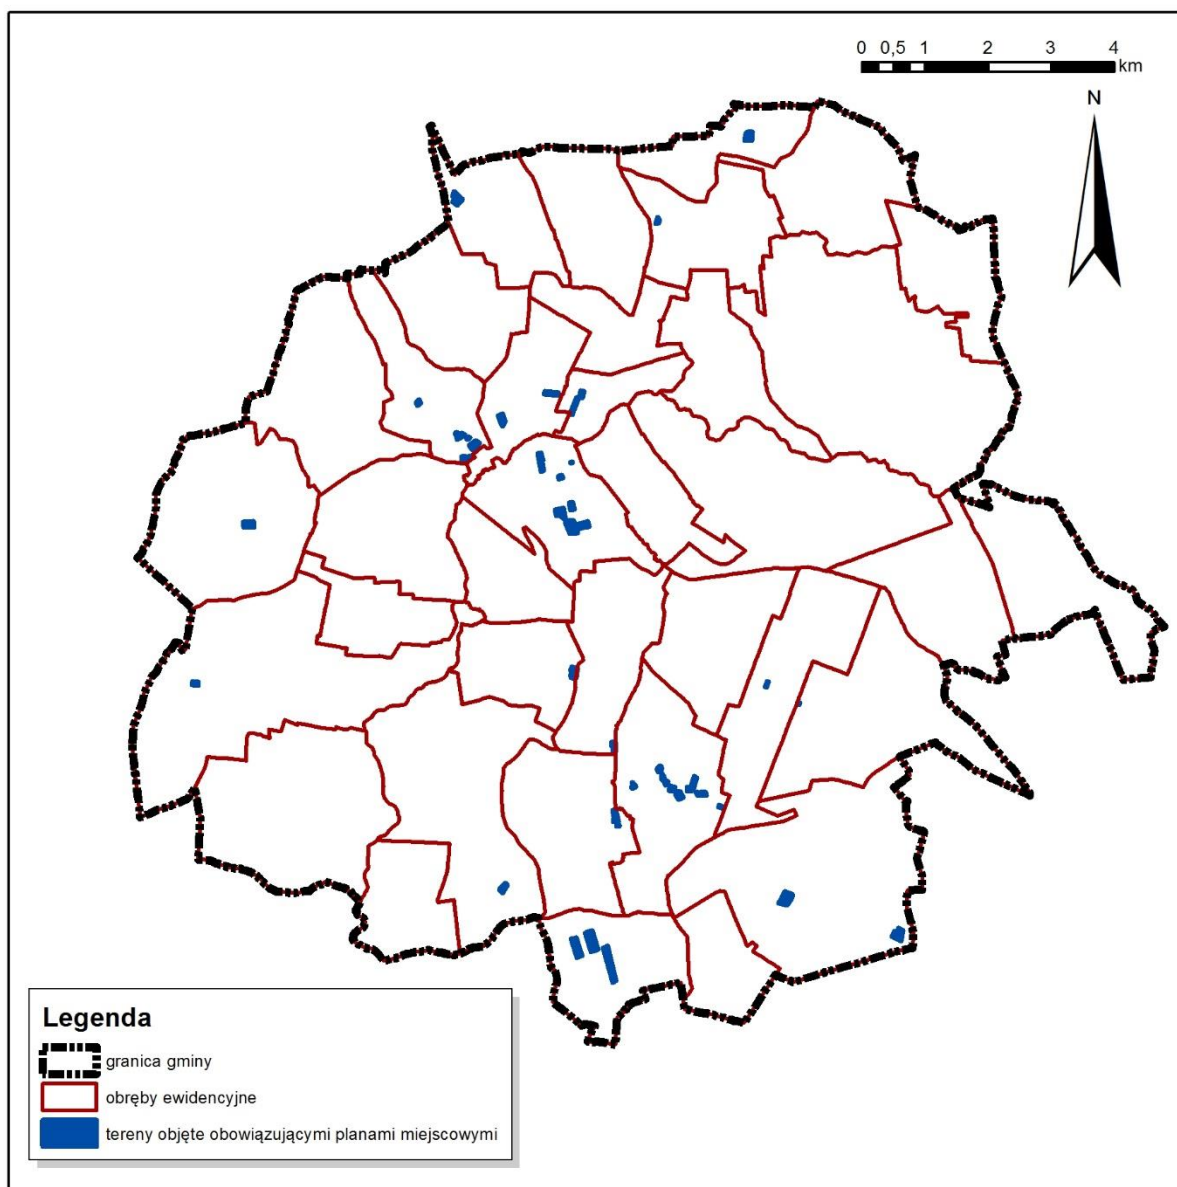 0 0,5 1 2 3 4
km
N
Legenda
granica gminy
obręby ewidencyjne
tereny objęte obowiązującymi planami miejscowymi